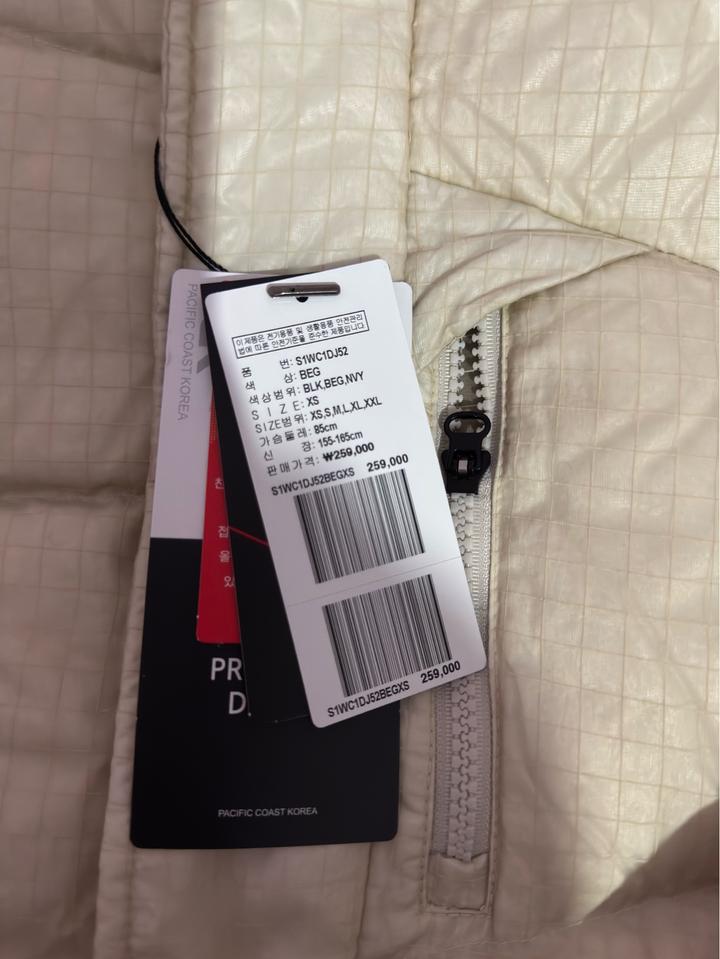 이 제품은 전기용품 및 생활용품 안전관리
법에 따른 안전기준을 준수한 제품입니다.
품 번: S1WC1DJ52
색 상: BEG
색상범위: BLK,BEG,NVY
S I Z E: XS
SIZE범위: XS,S,M,L,XL,XXL
가슴둘레: 85cm
신 장: 155-165cm
판매가격: ₩259,000
S1WC1DJ52BEGXS 259,000
S1WC1DJ52BEGXS 259,000
PACIFIC COAST KOREA
천
접
올
있
PR
D
PACIFIC COAST KOREA